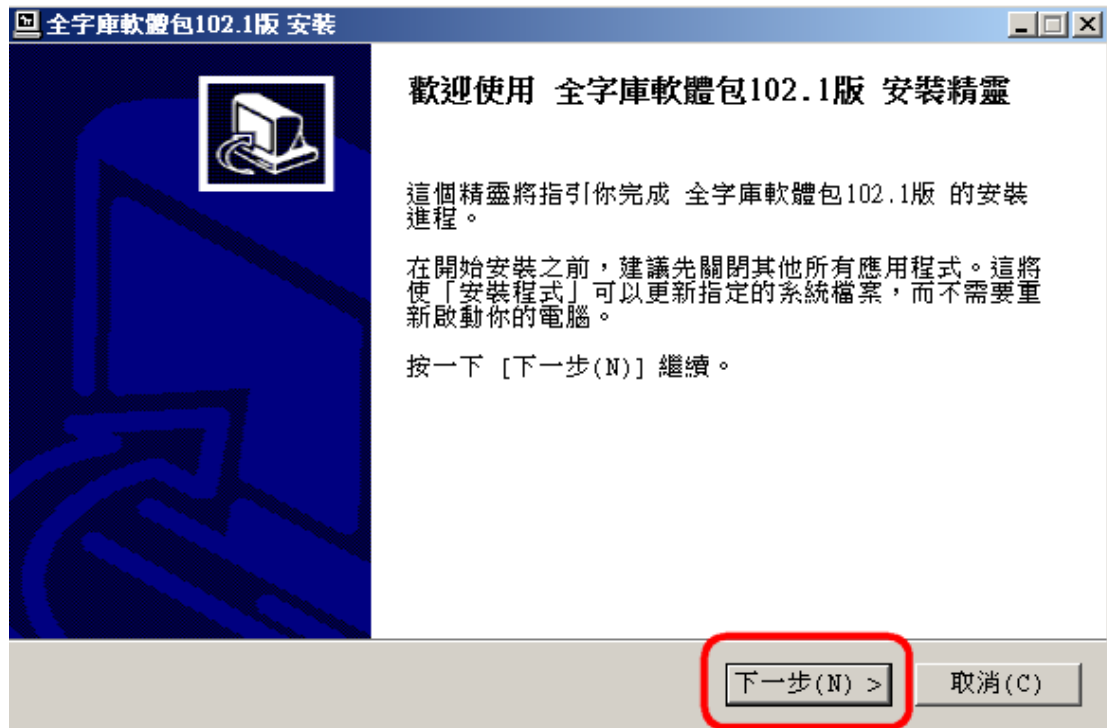 全字庫軟體包102.1版 安裝
歡迎使用 全字庫軟體包102.1版 安裝精靈
這個精靈將指引你完成 全字庫軟體包102.1版 的安裝
進程。
在開始安裝之前，建議先關閉其他所有應用程式。這將
使「安裝程式」可以更新指定的系統檔案，而不需要重
新啟動你的電腦。
按一下 [下一步(N)] 繼續。
下一步(N) >
取消(C)